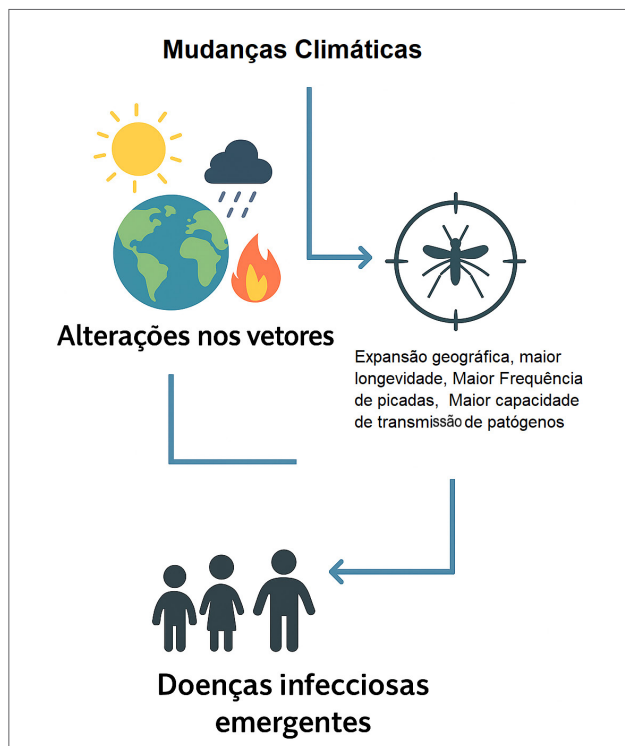 Mudanças Climáticas
Alterações nos vetores
Expansão geográfica, maior
longevidade, Maior Frequência
de picadas, Maior capacidade
de transmissão de patógenos
Doenças infecciosas
emergentes